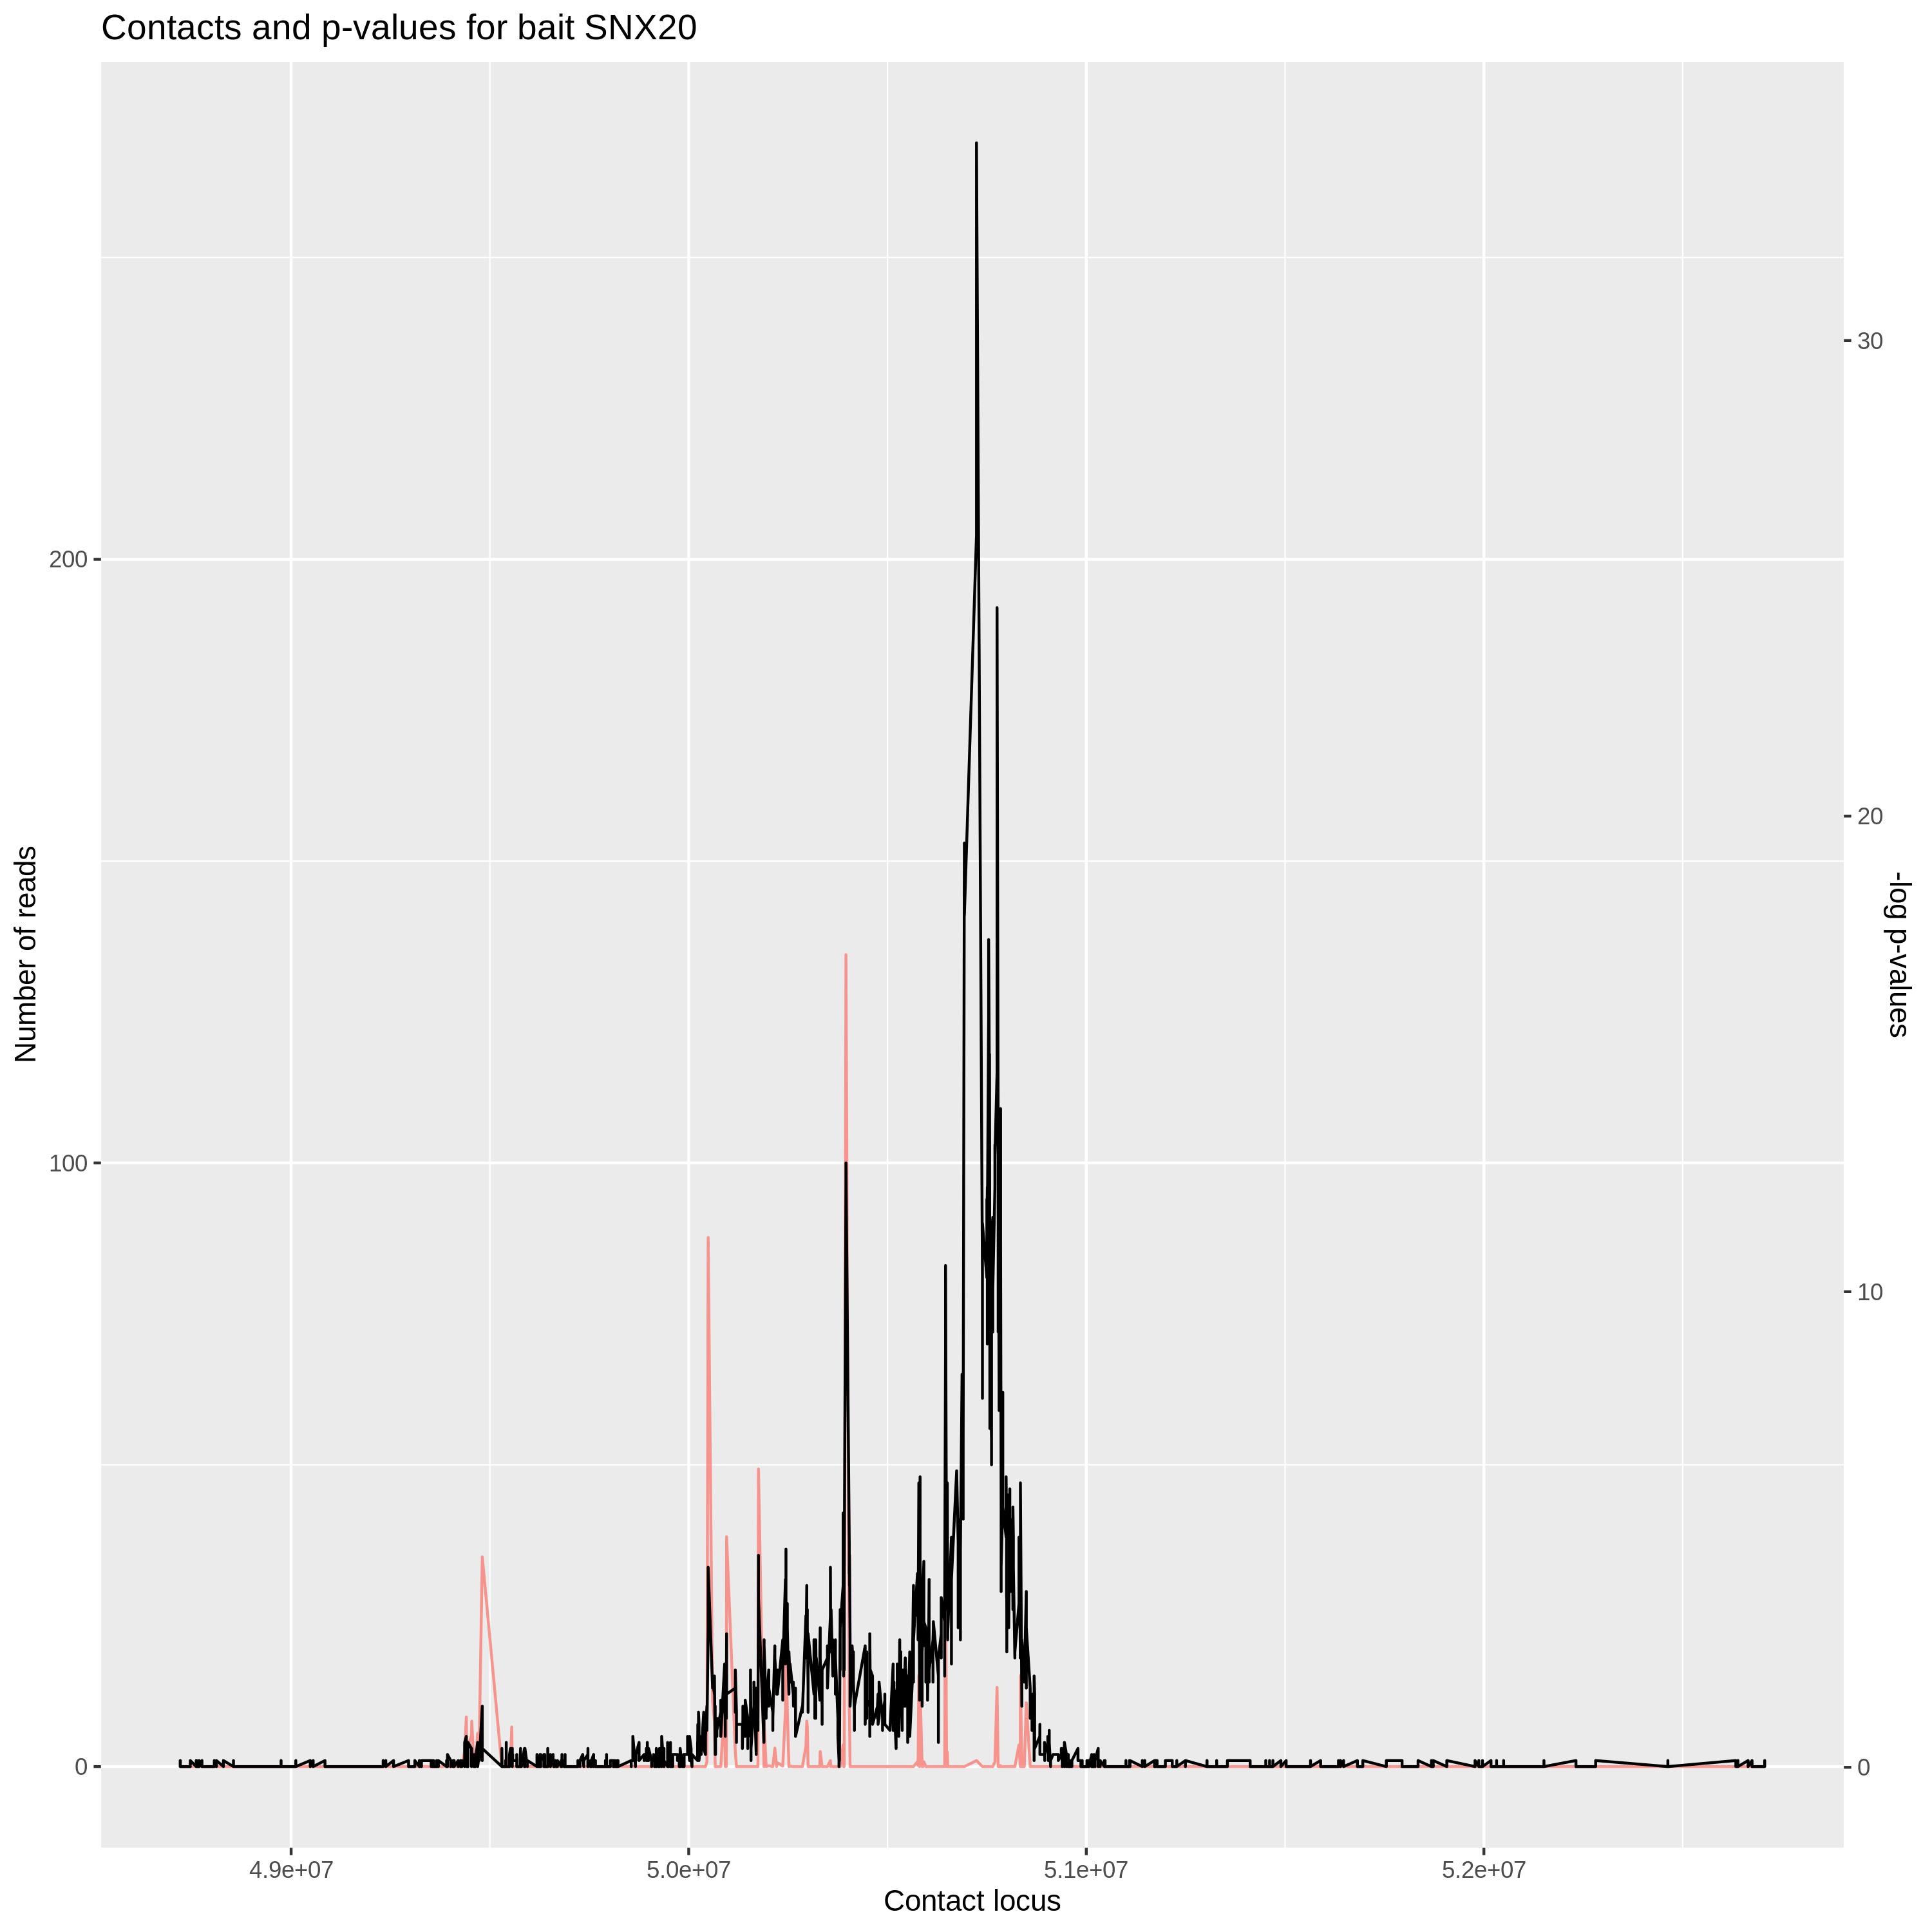 Contacts and p-values for bait SNX20
Number of reads
200
100
0
30
20
10
0
-log p-values
4.9e+07
5.0e+07
5.1e+07
5.2e+07
Contact locus